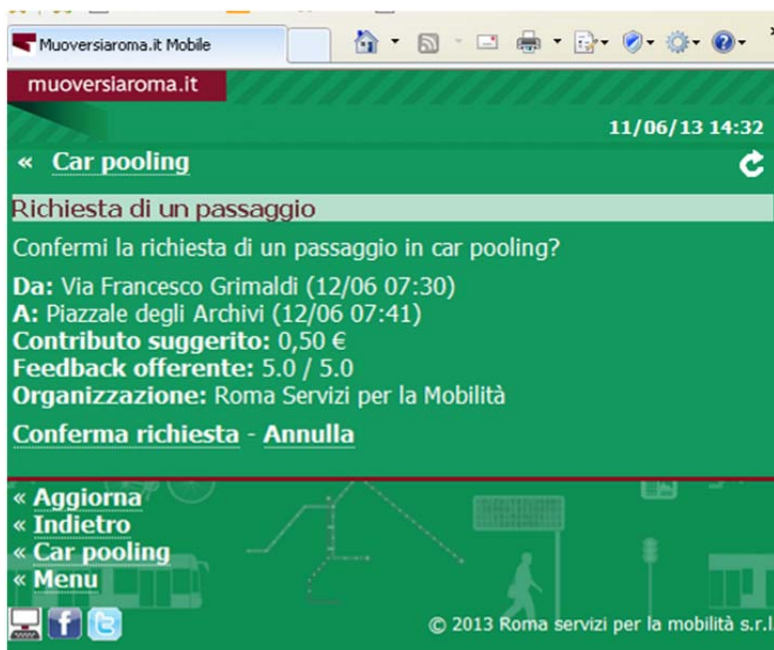 Muoversiaroma.it Mobile
muoversiaroma.it
11/06/13 14:32
« Car pooling
Richiesta di un passaggio
Confermi la richiesta di un passaggio in car pooling?
Da: Via Francesco Grimaldi (12/06 07:30)
A: Piazzale degli Archivi (12/06 07:41)
Contributo suggerito: 0,50 €
Feedback offerente: 5.0 / 5.0
Organizzazione: Roma Servizi per la Mobilità
Conferma richiesta - Annulla
« Aggiorna
« Indietro
« Car pooling
« Menu
© 2013 Roma servizi per la mobilità s.r.l.